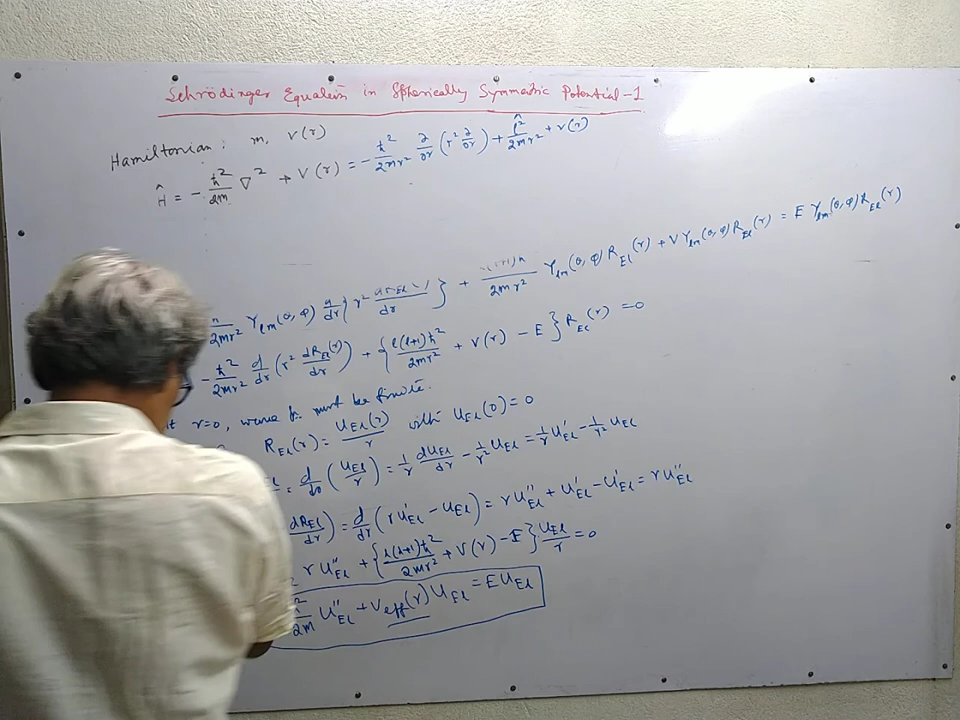 Schrödinger Equation in Spherically Symmetric Potential-1
Hamiltonian: m, V(r)
Ĥ = -ħ²/2m ∇² + V(r) = -ħ²/2mr² ∂/∂r (r² ∂/∂r) + l̂²/2mr² + V(r)
/2mr² Y_lm(θ,φ) d/dr {r² dR_El/dr} + /2mr² Y_lm(θ,φ) R_El(r) + V Y_lm(θ,φ) R_El(r) = E Y_lm(θ,φ) R_El(r)
-ħ²/2mr² d/dr (r² dR_El(r)/dr) + {l(l+1)ħ²/2mr² + V(r) - E} R_El(r) = 0
r=0, wave fn. must be finite.
R_El(r) = U_El(r)/r with U_El(0) = 0
= d/dr (U_El/r) = 1/r dU_El/dr - 1/r² U_El = 1/r U'_El - 1/r² U_El
dR_El/dr) = d/dr (r U'_El - U_El) = r U''_El + U'_El - U'_El = r U''_El
r U''_El + {l(l+1)ħ²/2mr² + V(r) - E} U_El/r = 0
/2m U''_El + V_eff(r) U_El = E U_El